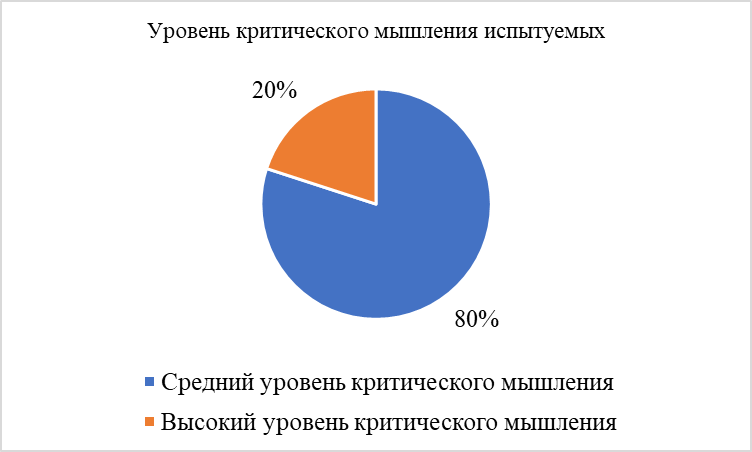 Уровень критического мышления испытуемых
20%
80%
Средний уровень критического мышления
Высокий уровень критического мышления